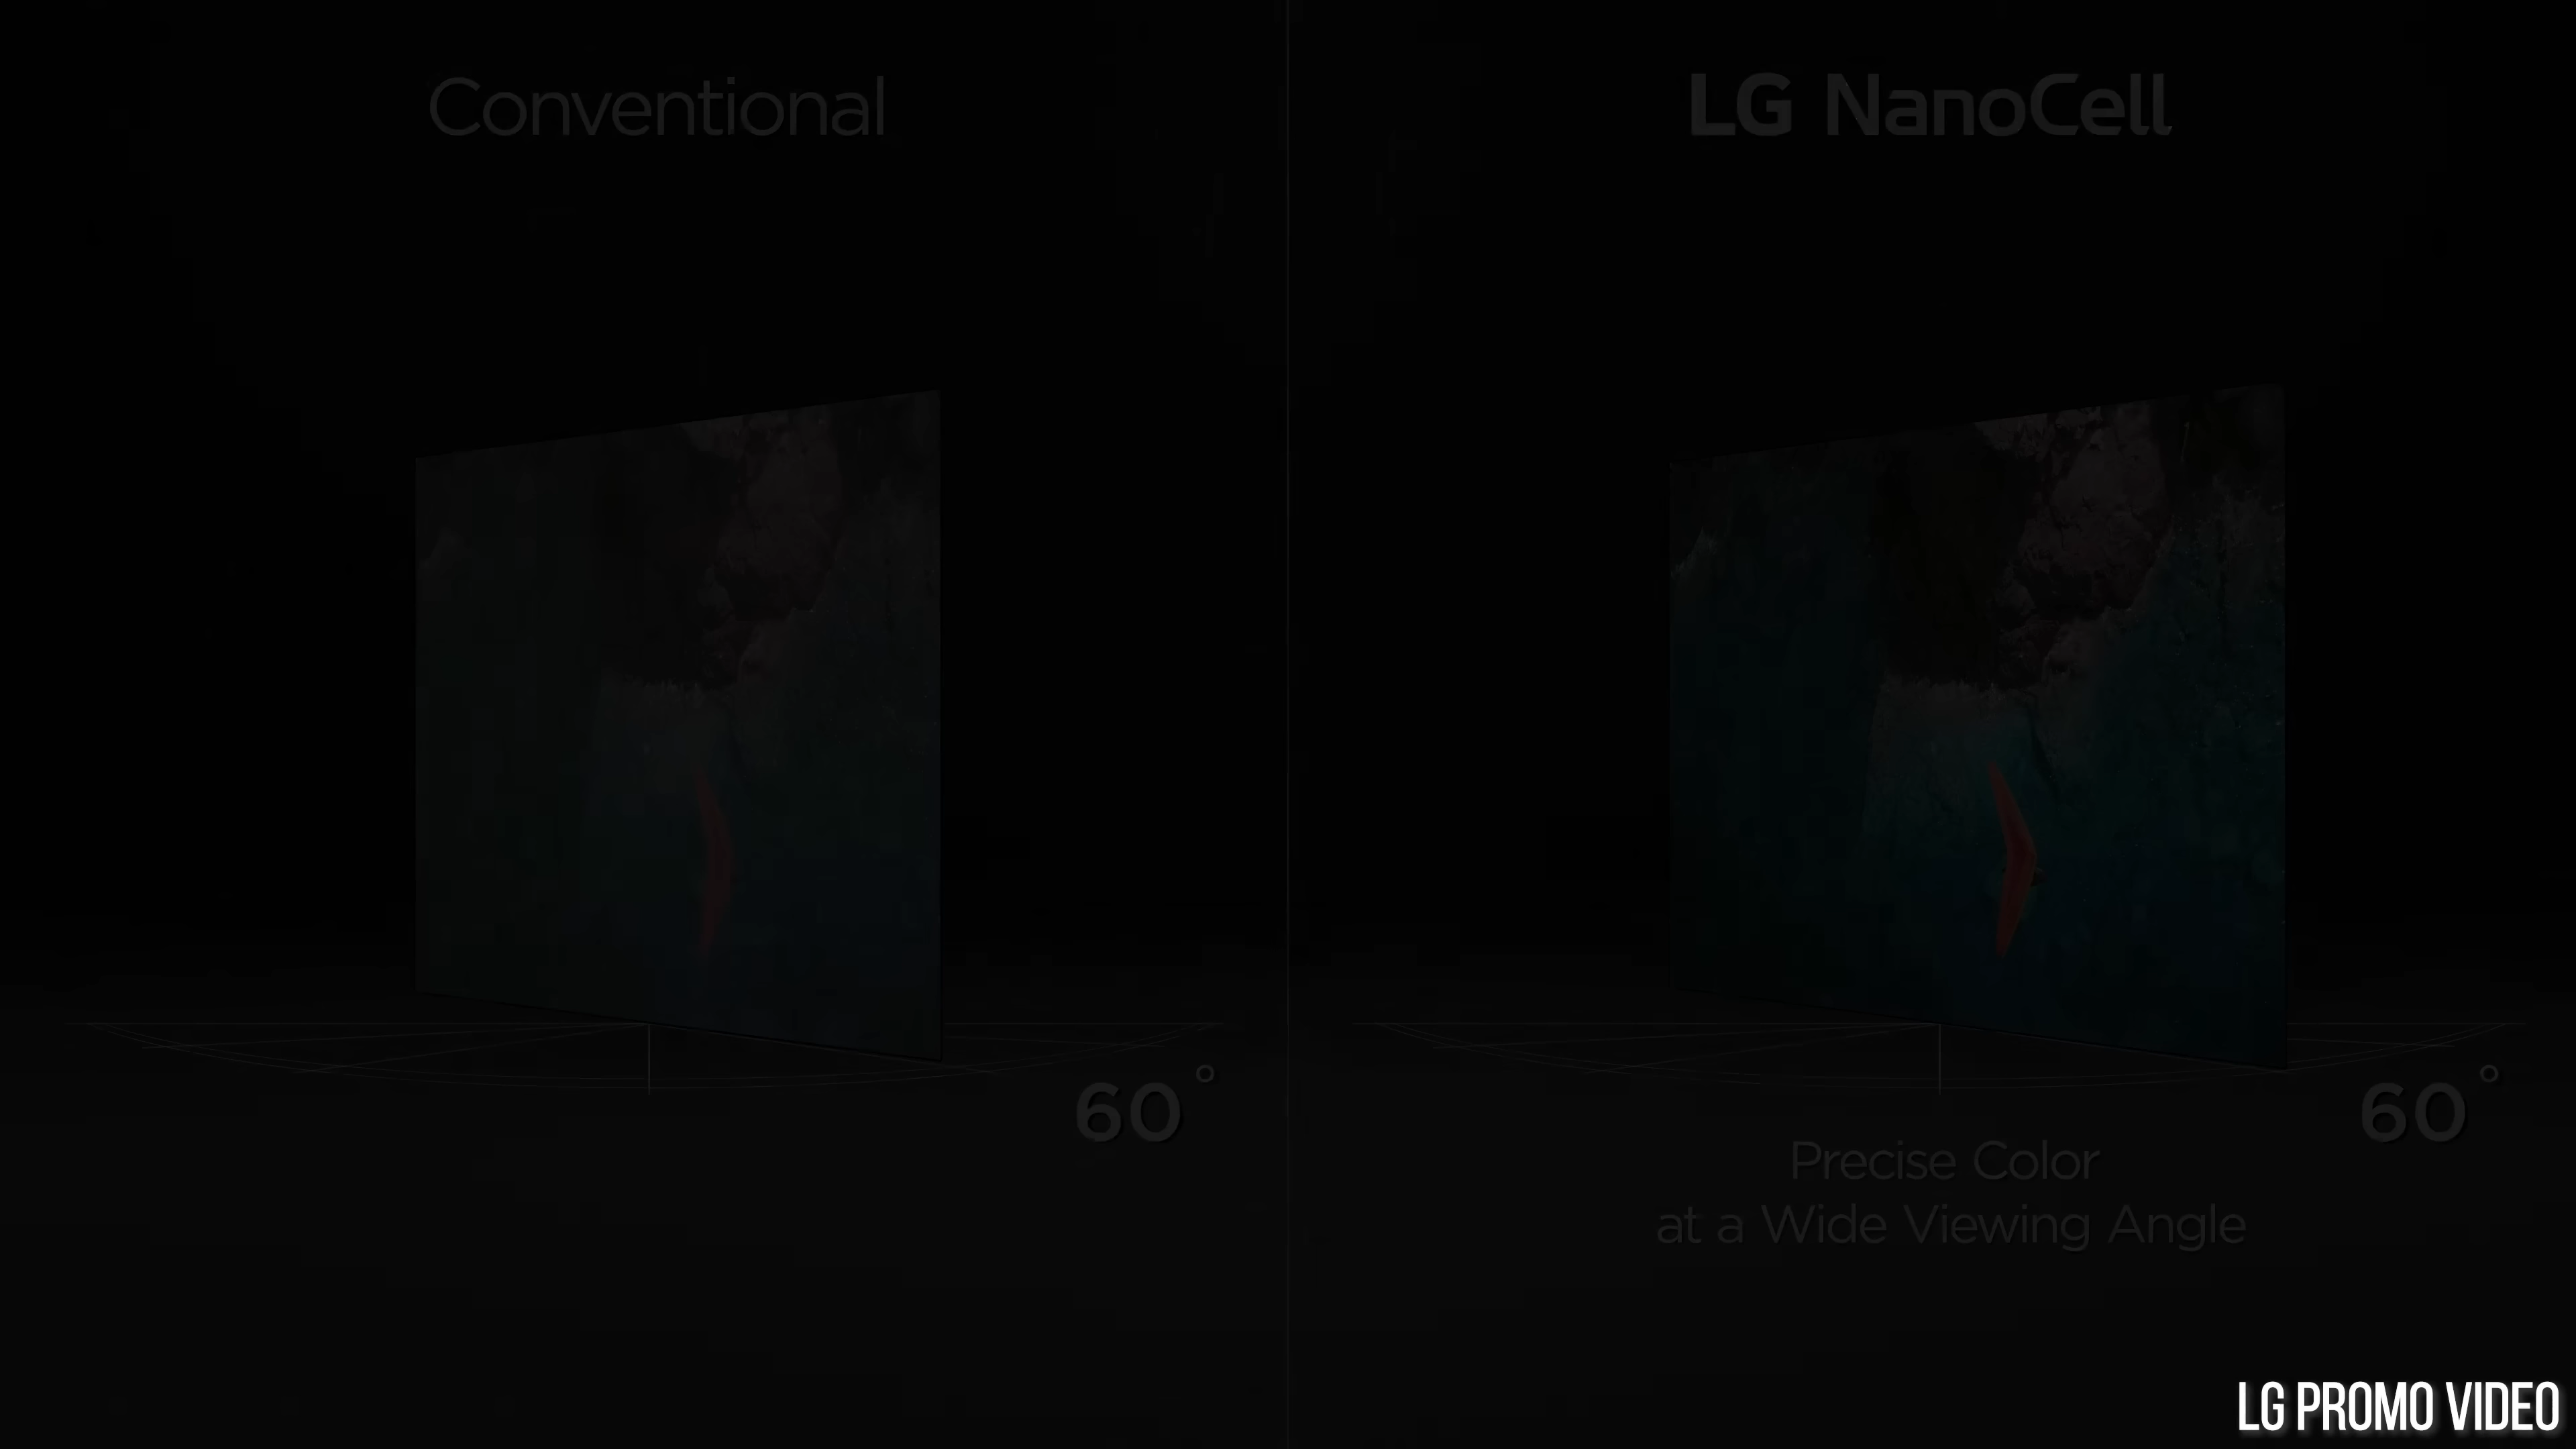 Conventional
LG NanoCell
60°
60°
Precise Color
at a Wide Viewing Angle
LG PROMO VIDEO